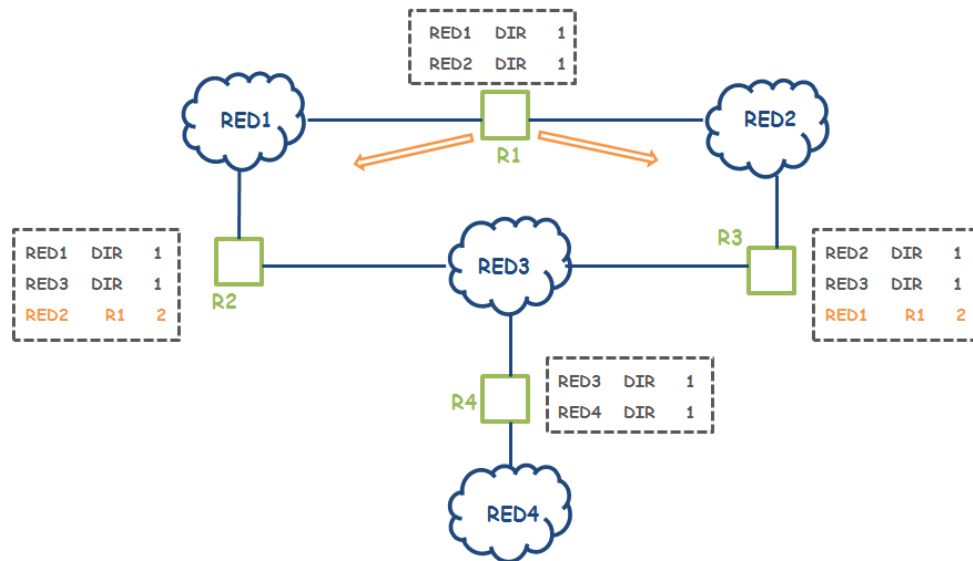 RED1 DIR 1
RED2 DIR 1
RED1
R1
RED2
RED1 DIR 1
RED3 DIR 1
RED2 R1 2
R2
RED3
R3
RED2 DIR 1
RED3 DIR 1
RED1 R1 2
R4
RED3 DIR 1
RED4 DIR 1
RED4